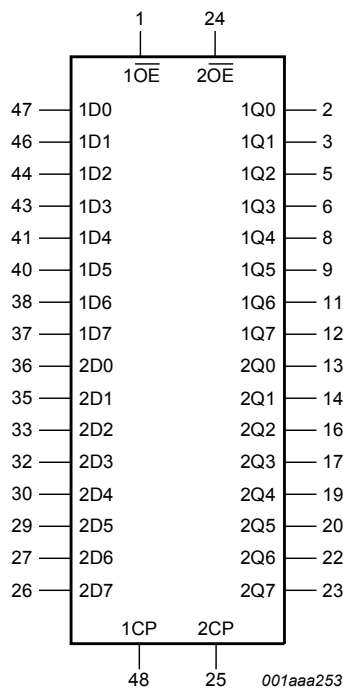 1 24
1O̅E̅ 2O̅E̅
47 1D0 1Q0 2
46 1D1 1Q1 3
44 1D2 1Q2 5
43 1D3 1Q3 6
41 1D4 1Q4 8
40 1D5 1Q5 9
38 1D6 1Q6 11
37 1D7 1Q7 12
36 2D0 2Q0 13
35 2D1 2Q1 14
33 2D2 2Q2 16
32 2D3 2Q3 17
30 2D4 2Q4 19
29 2D5 2Q5 20
27 2D6 2Q6 22
26 2D7 2Q7 23
1CP 2CP
48 25 001aaa253